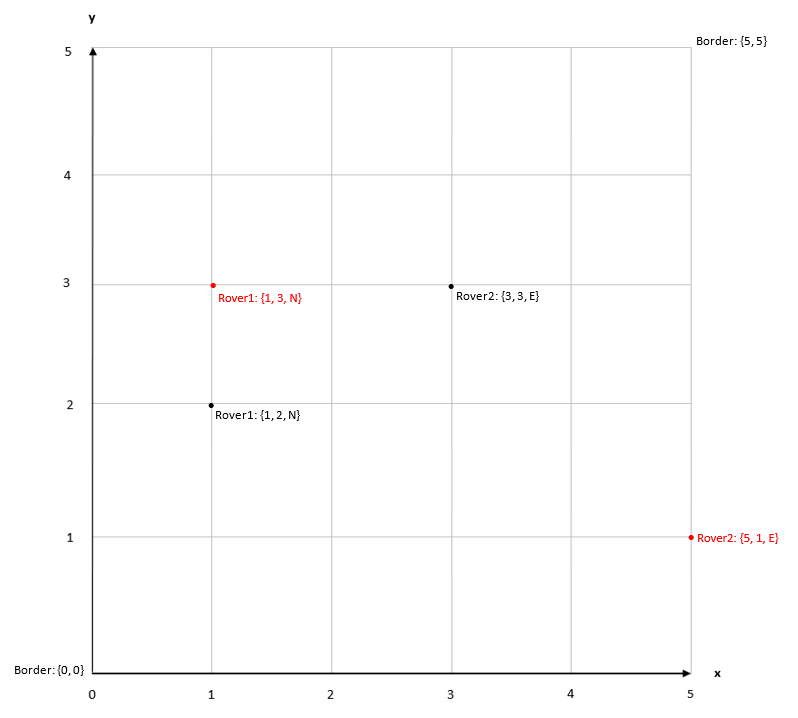 y
Border: {5, 5}
5
4
3
Rover1: {1, 3, N}
Rover2: {3, 3, E}
2
Rover1: {1, 2, N}
1
Rover2: {5, 1, E}
Border: {0, 0}
x
0 1 2 3 4 5